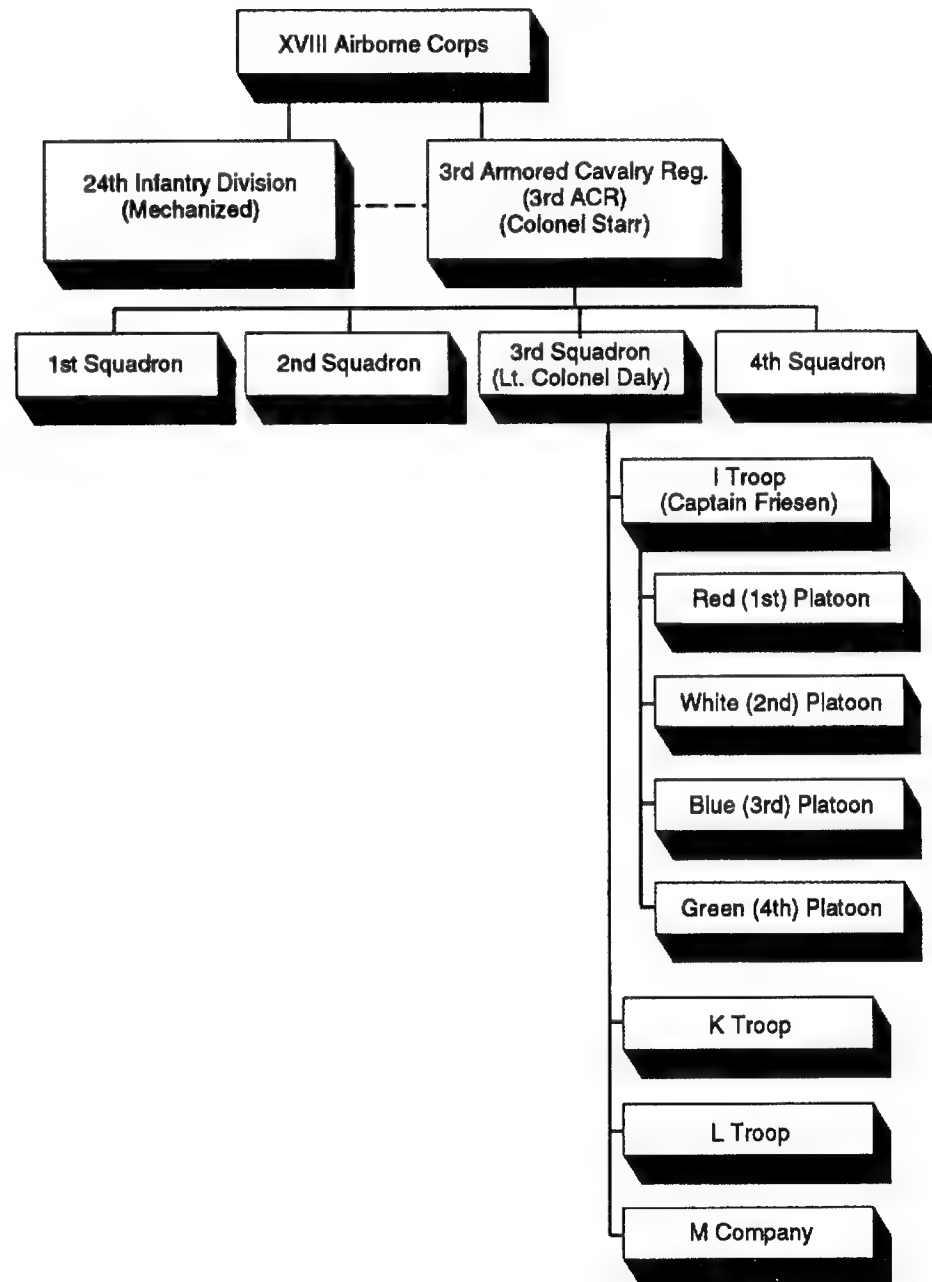 XVIII Airborne Corps
24th Infantry Division
(Mechanized)
3rd Armored Cavalry Reg.
(3rd ACR)
(Colonel Starr)
1st Squadron
2nd Squadron
3rd Squadron
(Lt. Colonel Daly)
4th Squadron
I Troop
(Captain Friesen)
Red (1st) Platoon
White (2nd) Platoon
Blue (3rd) Platoon
Green (4th) Platoon
K Troop
L Troop
M Company